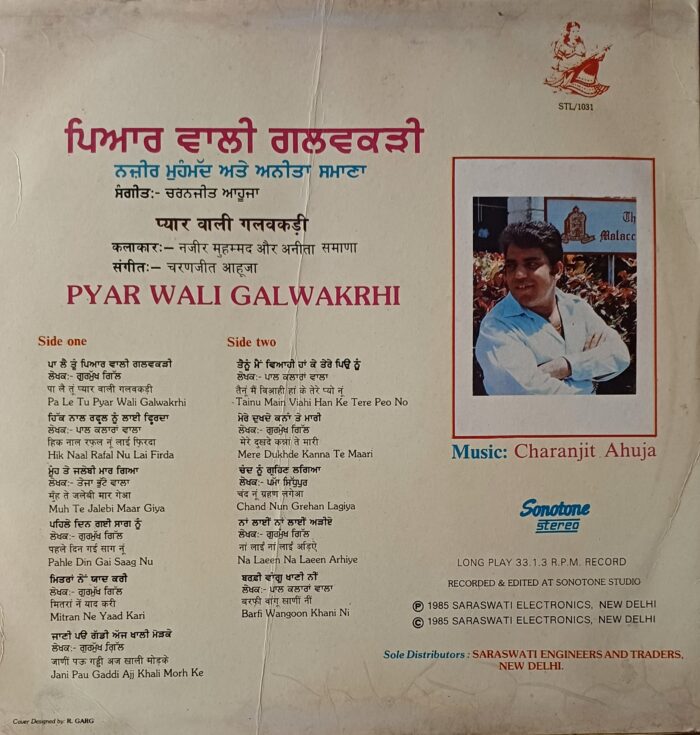 STL/1031
ਪਿਆਰ ਵਾਲੀ ਗਲਵਕੜੀ
ਨਜ਼ੀਰ ਮੁਹੰਮਦ ਅਤੇ ਅਨੀਤਾ ਸਮਾਣਾ
ਸੰਗੀਤ:- ਚਰਨਜੀਤ ਆਹੂਜਾ
प्यार वाली गलवकड़ी
कलाकार:— नजीर मुहम्मद और अनीता समाणा
संगीत:— चरणजीत आहूजा
PYAR WALI GALWAKRHI
Side one
ਪਾ ਲੈ ਤੂੰ ਪਿਆਰ ਵਾਲੀ ਗਲਵਕੜੀ
ਲੇਖਕ:- ਗੁਰਮੁੱਖ ਗਿੱਲ
पा लै तूं प्यार वाली गलवकड़ी
Pa Le Tu Pyar Wali Galwakrhi
ਹਿੱਕ ਨਾਲ ਰਫ਼ਲ ਨੂੰ ਲਾਈ ਫ੍ਰਿਦਾ
ਲੇਖਕ:- ਪਾਲ ਕਲਾਰਾਂ ਵਾਲਾ
हिक नाल रफल नूं लाई फिरदा
Hik Naal Rafal Nu Lai Firda
ਮੂੰਹ ਤੇ ਜਲੇਬੀ ਮਾਰ ਗਿਆ
ਲੇਖਕ:- ਤੇਜਾ ਭੁੱਟੇ ਵਾਲਾ
मुंह ते जलेबी मार गेआ
Muh Te Jalebi Maar Giya
ਪਹਿਲੇ ਦਿਨ ਗਈ ਸਾਗ ਨੂੰ
ਲੇਖਕ:- ਗੁਰਮੁੱਖ ਗਿੱਲ
पहले दिन गई साग नूं
Pahle Din Gai Saag Nu
ਮਿਤਰਾਂ ਨੇਂ ਯਾਦ ਕਰੀ
ਲੇਖਕ:- ਗੁਰਮੁੱਖ ਗਿੱਲ
मितरां नें याद करी
Mitran Ne Yaad Kari
ਜਾਣੀ ਪਉ ਗੱਡੀ ਅੱਜ ਖਾਲੀ ਮੋੜਕੇ
ਲੇਖਕ:- ਗੁਰਮੁੱਖ ਗਿੱਲ
जाणीं पऊ गड्डी अज खाली मोड़के
Jani Pau Gaddi Ajj Khali Morh Ke
Side two
ਤੈਨੂੰ ਮੈਂ ਵਿਆਹੀ ਹਾਂ ਕੇ ਤੇਰੇ ਪਿਓ ਨੂੰ
ਲੇਖਕ:- ਪਾਲ ਕਲਾਰਾਂ ਵਾਲਾ
तैनूं मैं विआही हां के तेरे प्यो नूं
Tainu Main Viahi Han Ke Tere Peo No
ਮੇਰੇ ਦੁਖਦੇ ਕਨਾਂ ਤੇ ਮਾਰੀ
ਲੇਖਕ:- ਗੁਰਮੁੱਖ ਗਿੱਲ
मेरे दुखदे कन्नां ते मारी
Mere Dukhde Kanna Te Maari
ਚੰਦ ਨੂੰ ਗ੍ਰਹਿਣ ਲਗਿਆ
ਲੇਖਕ:- ਪੰਮਾ ਸਿੱਧੂਪੁਰ
चंद नूं ग्रहण लगेआ
Chand Nun Grehan Lagiya
ਨਾਂ ਲਾਈਂ ਨਾਂ ਲਾਈਂ ਅੜੀਏ
ਲੇਖਕ:- ਗੁਰਮੁੱਖ ਗਿੱਲ
नां लाई नां लाई अड़िऐ
Na Laeen Na Laeen Arhiye
ਬਰਫ਼ੀ ਵਾਂਗੂ ਖਾਣੀ ਨੀਂ
ਲੇਖਕ:- ਪਾਲ ਕਲਾਰਾਂ ਵਾਲਾ
बरफी वांगू खाणीं नीं
Barfi Wangoon Khani Ni
Th
Malacc
Music: Charanjit Ahuja
Sonotone
stereo
LONG PLAY 33.1.3 R.P.M. RECORD
RECORDED & EDITED AT SONOTONE STUDIO
Ⓟ 1985 SARASWATI ELECTRONICS, NEW DELHI
© 1985 SARASWATI ELECTRONICS, NEW DELHI
Sole Distributors : SARASWATI ENGINEERS AND TRADERS,
NEW DELHI.
Cover Designed by: R. GARG